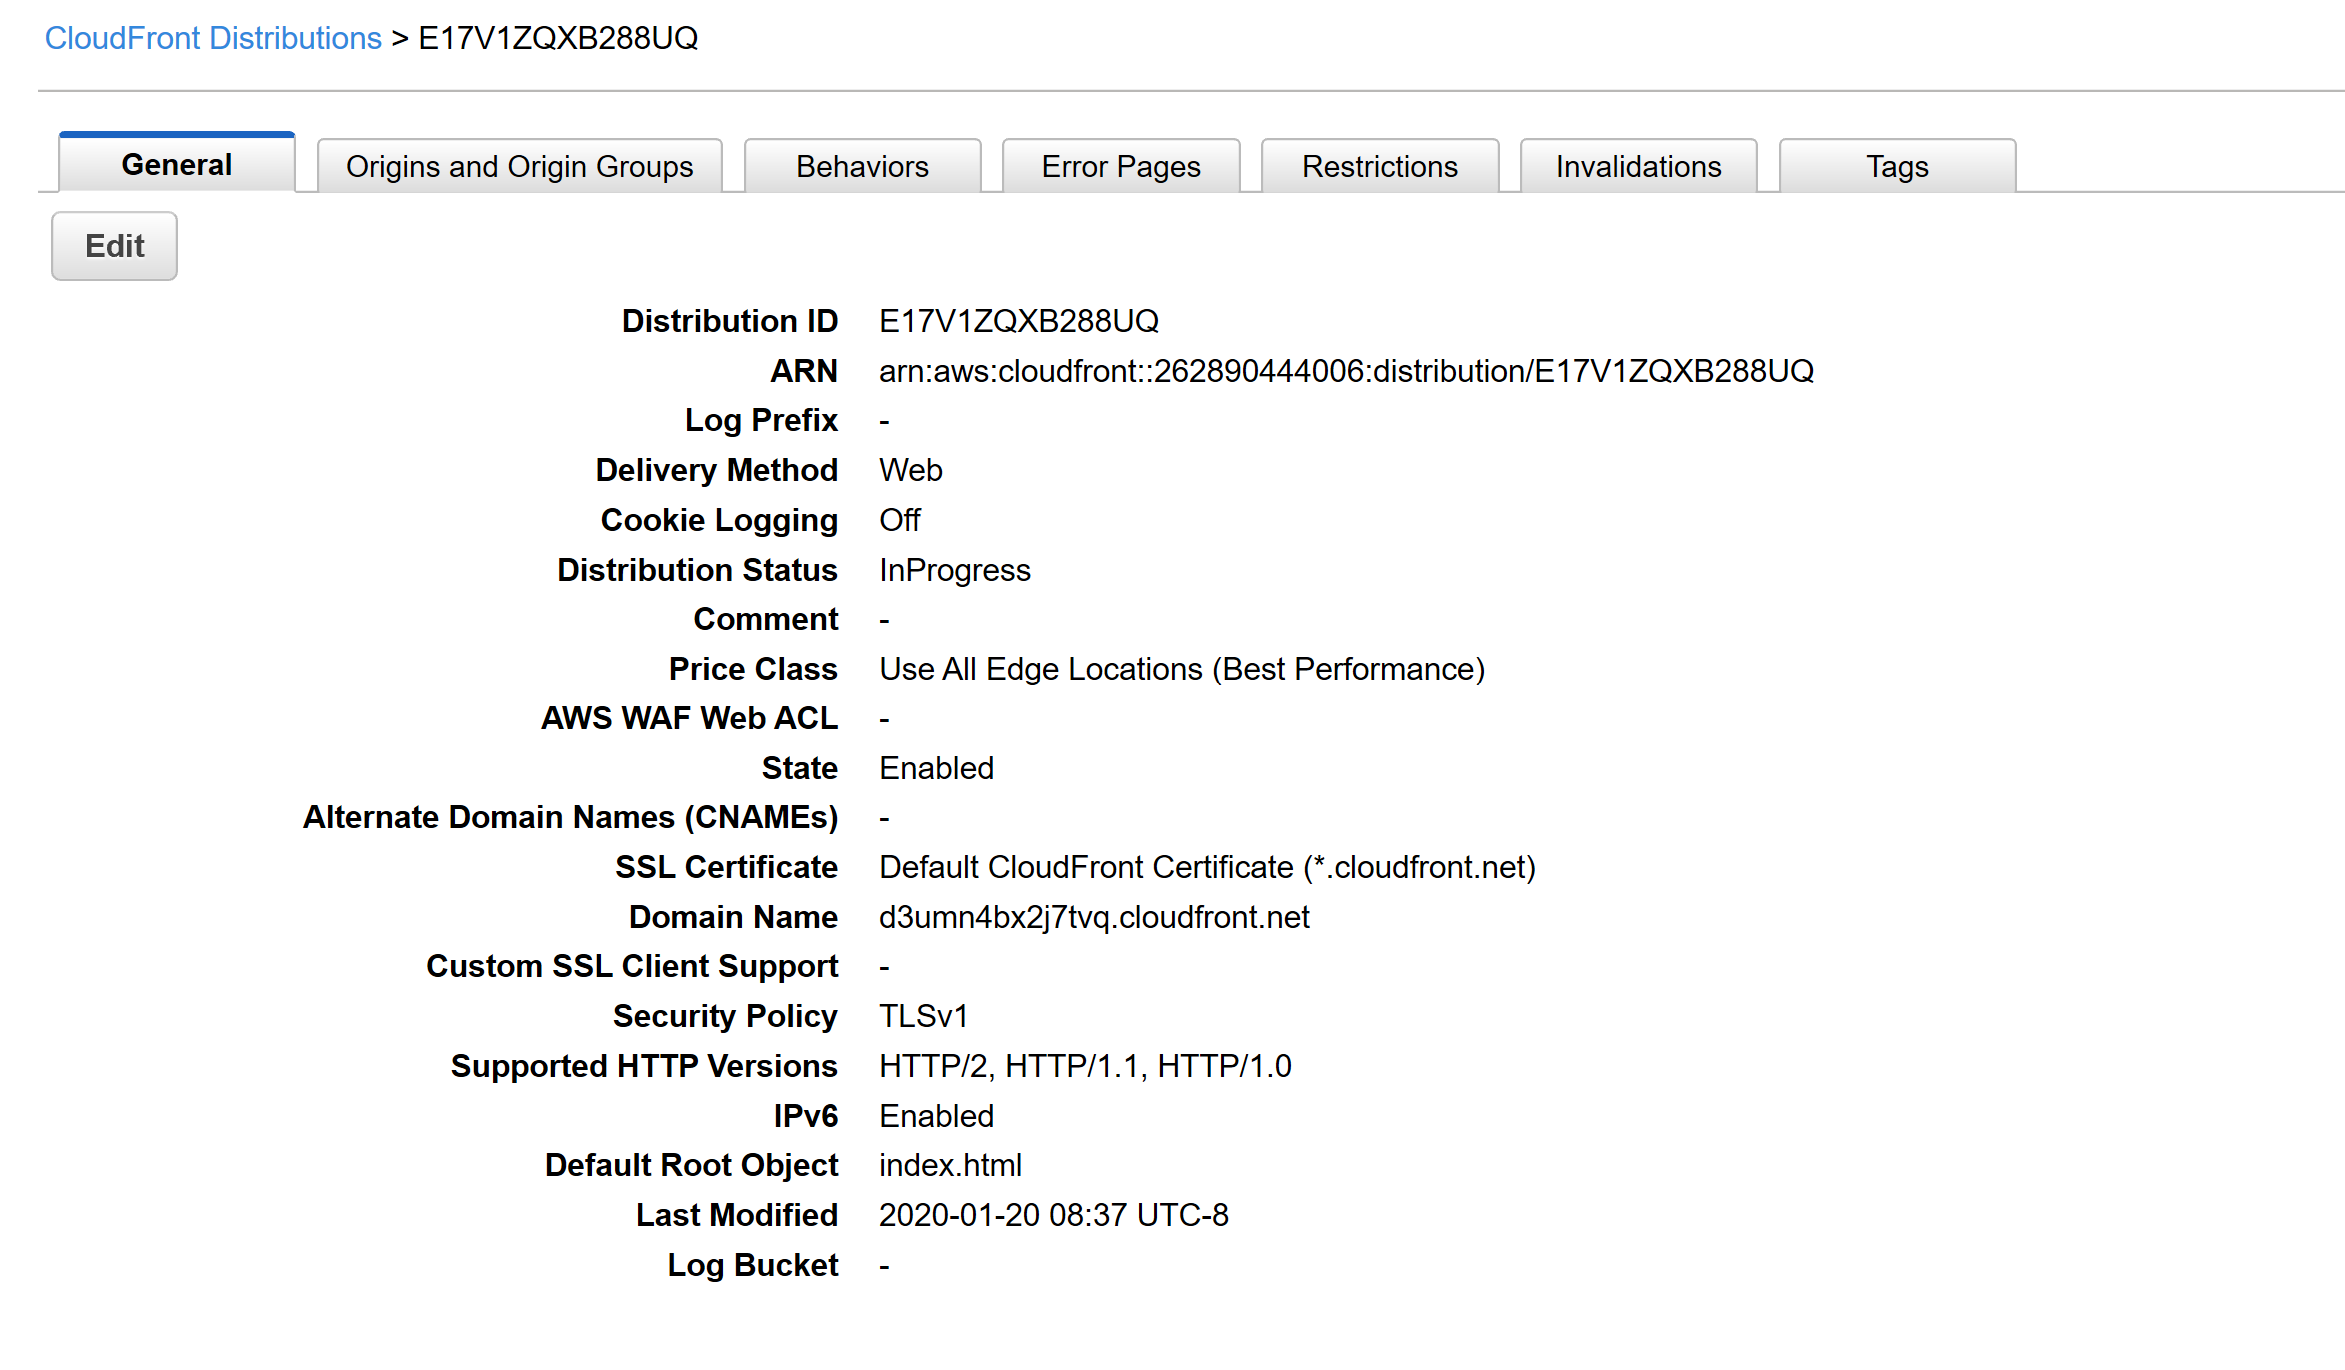 CloudFront Distributions > E17V1ZQXB288UQ
General Origins and Origin Groups Behaviors Error Pages Restrictions Invalidations Tags
Edit
Distribution ID E17V1ZQXB288UQ
ARN arn:aws:cloudfront::262890444006:distribution/E17V1ZQXB288UQ
Log Prefix -
Delivery Method Web
Cookie Logging Off
Distribution Status InProgress
Comment -
Price Class Use All Edge Locations (Best Performance)
AWS WAF Web ACL -
State Enabled
Alternate Domain Names (CNAMEs) -
SSL Certificate Default CloudFront Certificate (*.cloudfront.net)
Domain Name d3umn4bx2j7tvq.cloudfront.net
Custom SSL Client Support -
Security Policy TLSv1
Supported HTTP Versions HTTP/2, HTTP/1.1, HTTP/1.0
IPv6 Enabled
Default Root Object index.html
Last Modified 2020-01-20 08:37 UTC-8
Log Bucket -